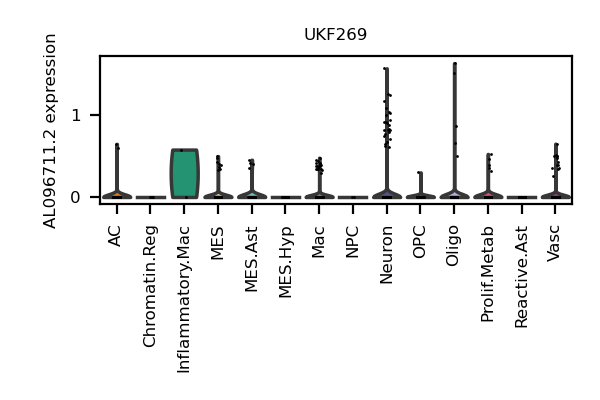 UKF269
AL096711.2 expression
1
0
AC
Chromatin.Reg
Inflammatory.Mac
MES
MES.Ast
MES.Hyp
Mac
NPC
Neuron
OPC
Oligo
Prolif.Metab
Reactive.Ast
Vasc